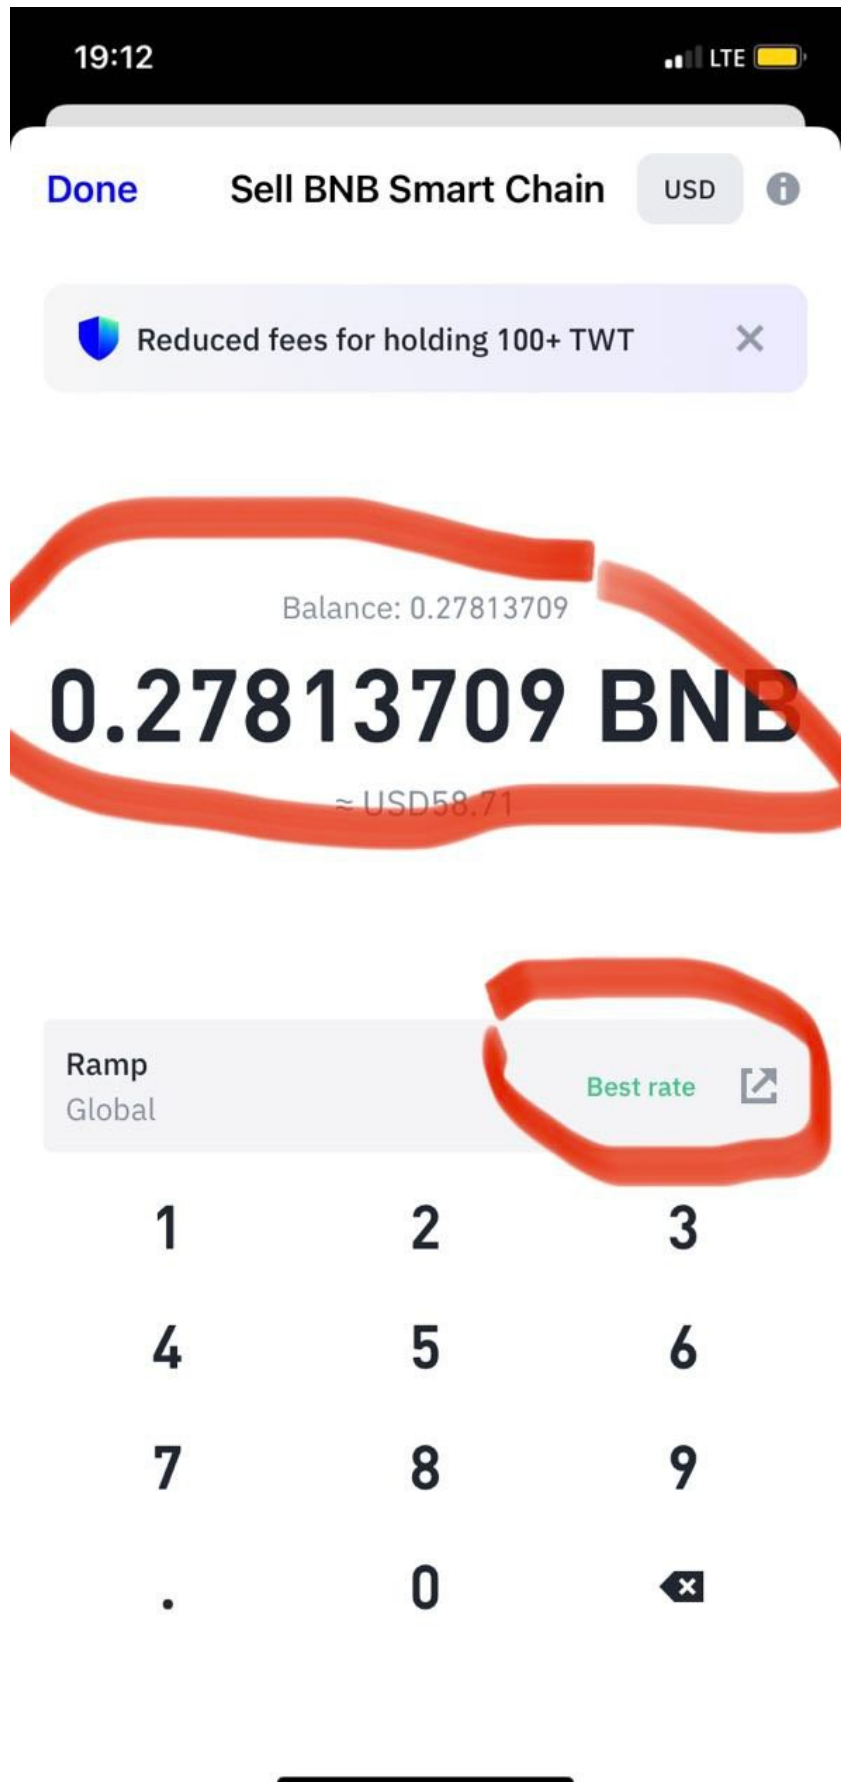 19:12 LTE
Done Sell BNB Smart Chain USD
Reduced fees for holding 100+ TWT
Balance: 0.27813709
0.27813709 BNB
≈ USD58.71
Ramp
Global
Best rate
1 2 3
4 5 6
7 8 9
. 0